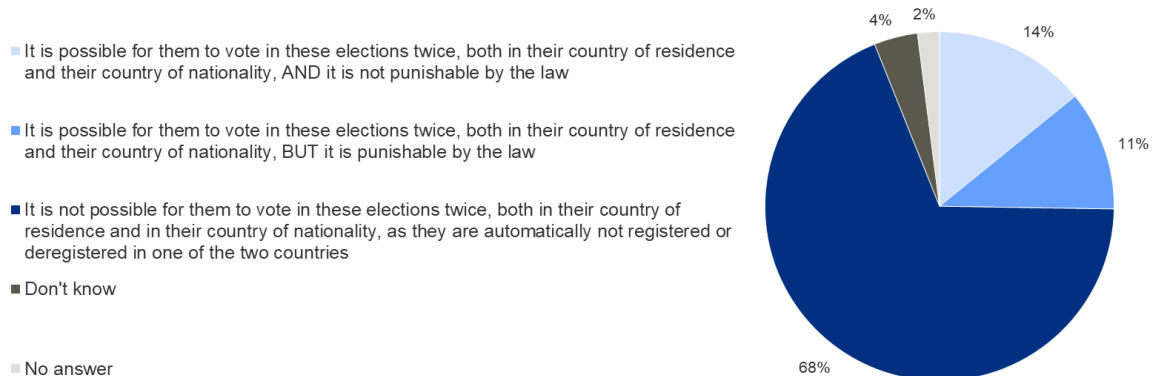 It is possible for them to vote in these elections twice, both in their country of residence
and their country of nationality, AND it is not punishable by the law
It is possible for them to vote in these elections twice, both in their country of residence
and their country of nationality, BUT it is punishable by the law
It is not possible for them to vote in these elections twice, both in their country of
residence and in their country of nationality, as they are automatically not registered or
deregistered in one of the two countries
Don't know
No answer
4%
2%
14%
11%
68%